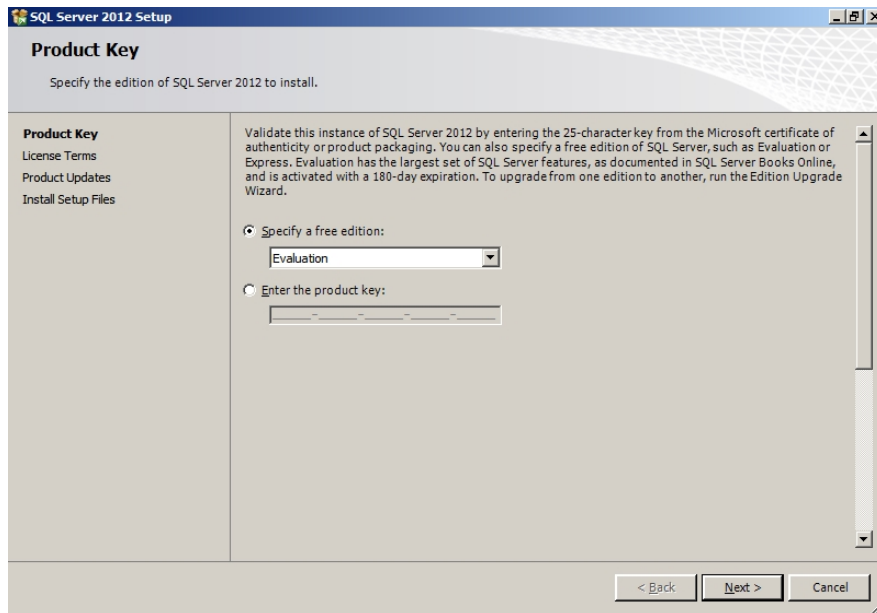 SQL Server 2012 Setup
Product Key
Specify the edition of SQL Server 2012 to install.
Product Key
License Terms
Product Updates
Install Setup Files
Validate this instance of SQL Server 2012 by entering the 25-character key from the Microsoft certificate of
authenticity or product packaging. You can also specify a free edition of SQL Server, such as Evaluation or
Express. Evaluation has the largest set of SQL Server features, as documented in SQL Server Books Online,
and is activated with a 180-day expiration. To upgrade from one edition to another, run the Edition Upgrade
Wizard.
Specify a free edition:
Evaluation
Enter the product key:
_____-_____-_____-_____-_____
< Back Next > Cancel